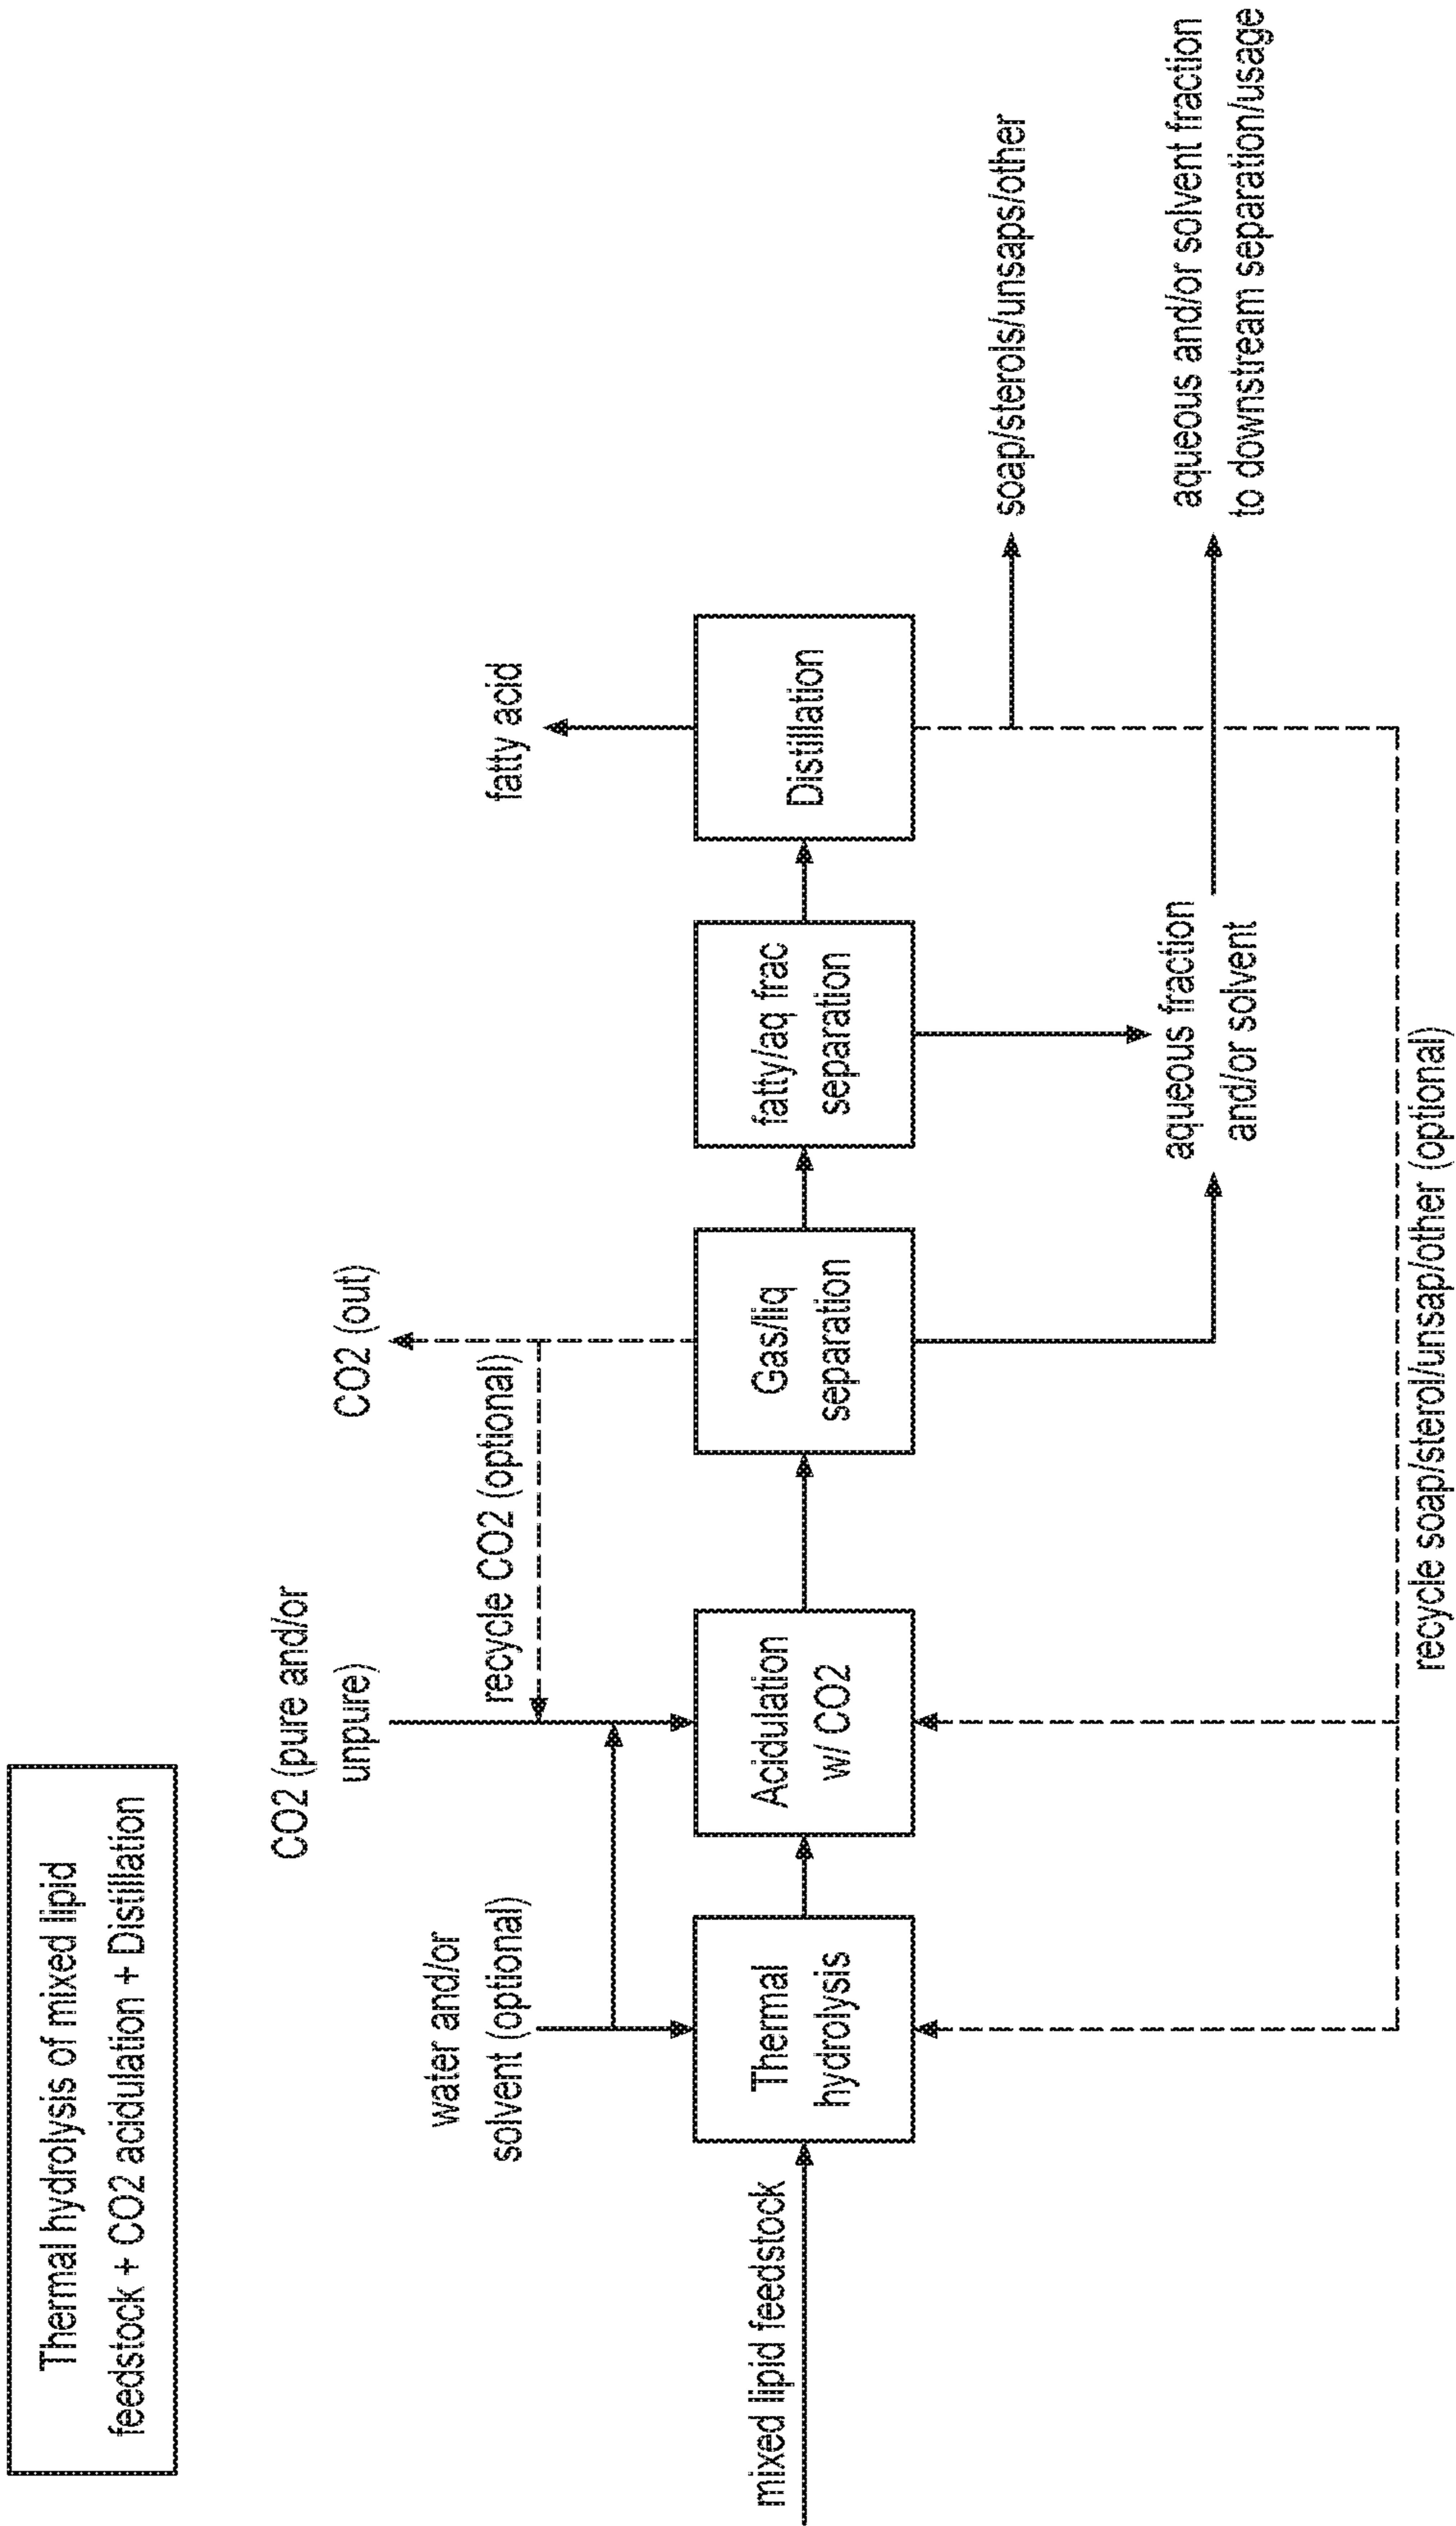 Thermal hydrolysis of mixed lipid
feedstock + CO2 acidulation + Distillation
CO2 (pure and/or
unpure)
CO2 (out)
water and/or
solvent (optional)
recycle CO2 (optional)
fatty acid
mixed lipid feedstock
Thermal
hydrolysis
Acidulation
w/ CO2
Gas/liq
separation
fatty/aq frac
separation
Distillation
soap/sterols/unsaps/other
aqueous fraction
and/or solvent
aqueous and/or solvent fraction
to downstream separation/usage
recycle soap/sterol/unsap/other (optional)